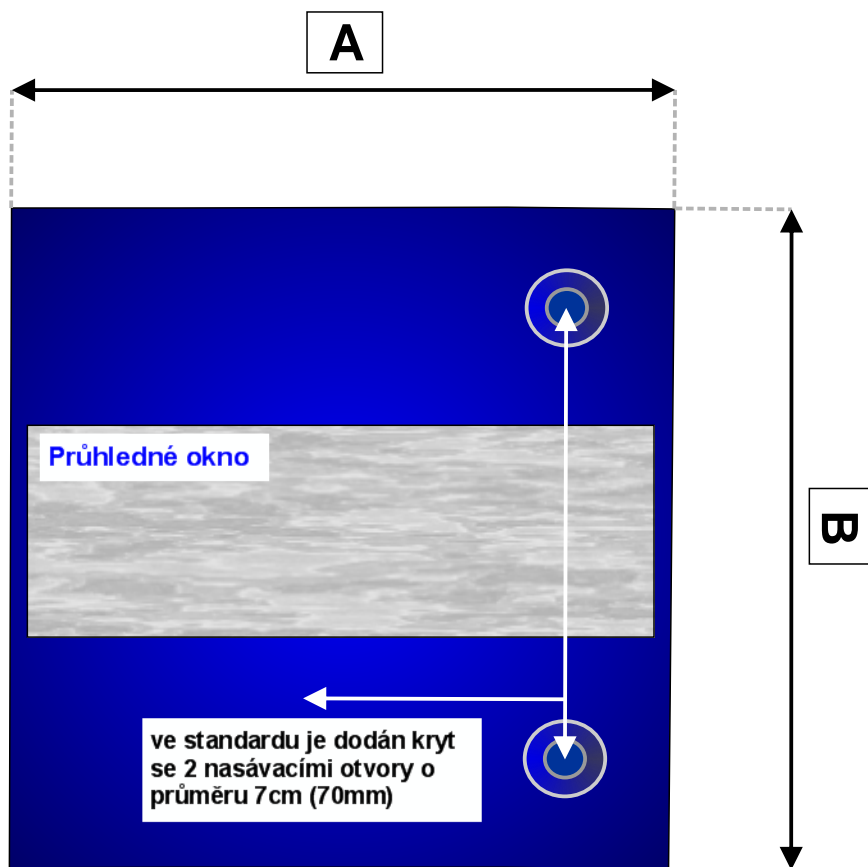 A
Průhledné okno
B
ve standardu je dodán kryt
se 2 nasávacími otvory o
průměru 7cm (70mm)